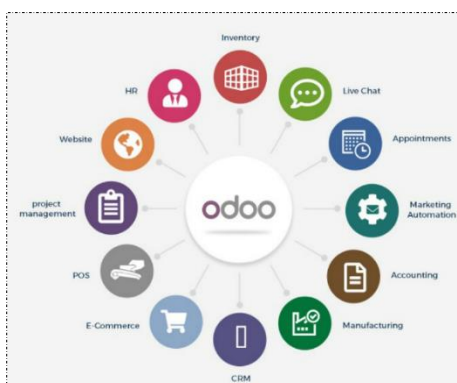 Inventory
HR
Live Chat
Website
Appointments
project
management
odoo
Marketing
Automation
POS
Accounting
E-Commerce
Manufacturing
CRM